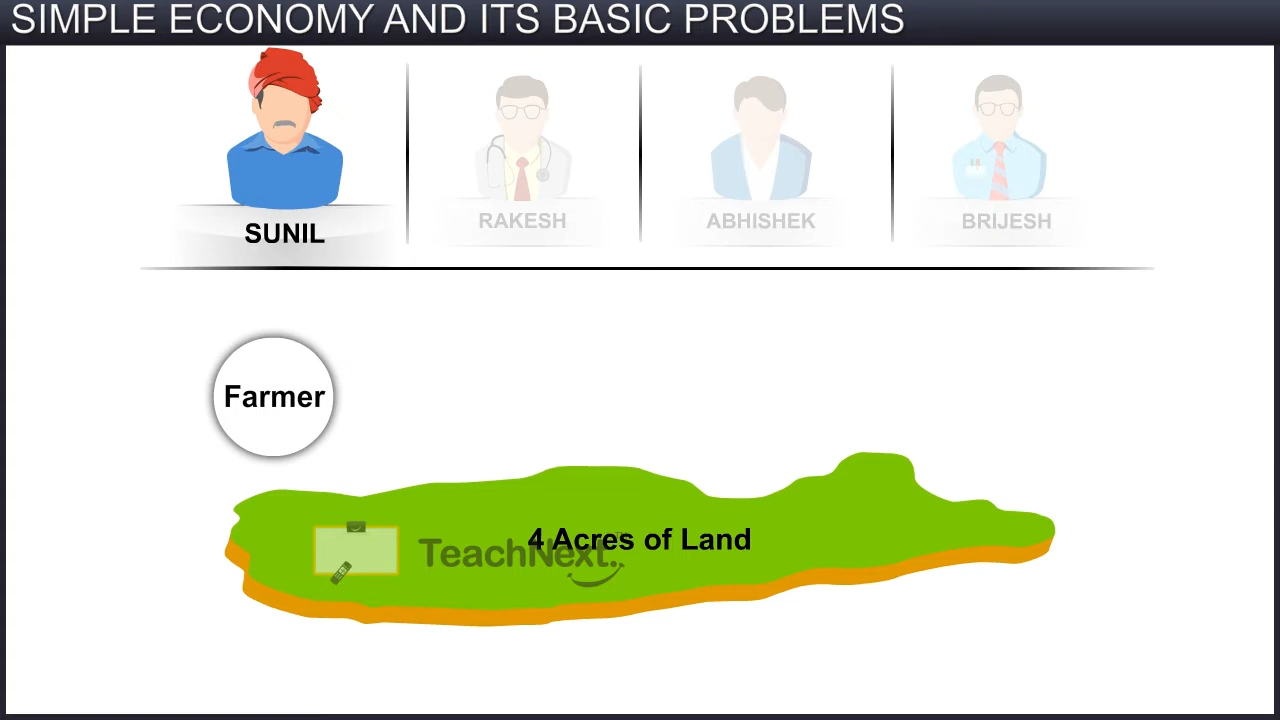 SIMPLE ECONOMY AND ITS BASIC PROBLEMS
SUNIL
RAKESH
ABHISHEK
BRIJESH
Farmer
4 Acres of Land
TeachNext.